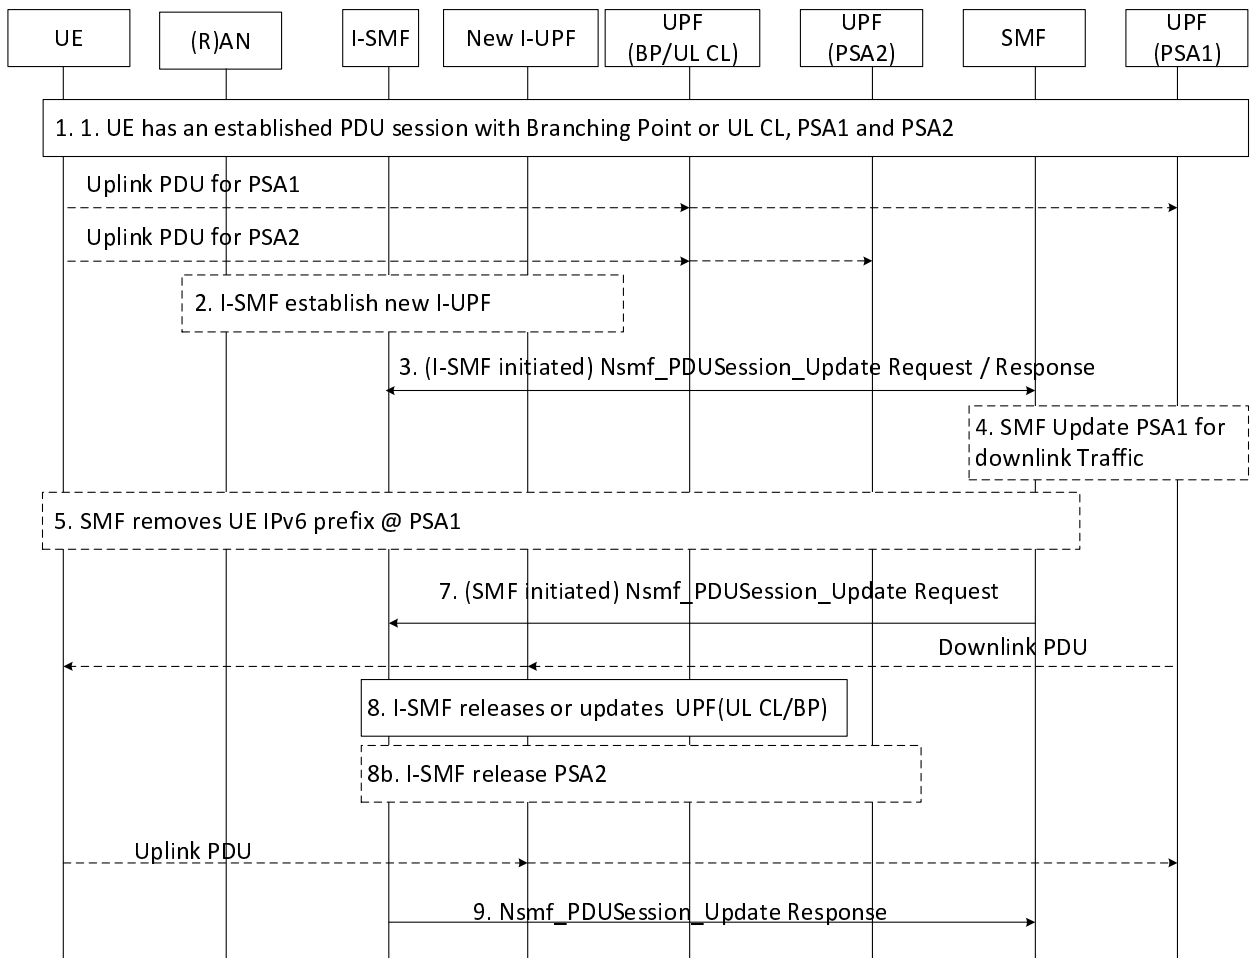 UE
(R)AN
I-SMF
New I-UPF
UPF
(BP/UL CL)
UPF
(PSA2)
SMF
UPF
(PSA1)
1. 1. UE has an established PDU session with Branching Point or UL CL, PSA1 and PSA2
Uplink PDU for PSA1
Uplink PDU for PSA2
2. I-SMF establish new I-UPF
3. (I-SMF initiated) Nsmf_PDUSession_Update Request / Response
4. SMF Update PSA1 for
downlink Traffic
5. SMF removes UE IPv6 prefix @ PSA1
7. (SMF initiated) Nsmf_PDUSession_Update Request
Downlink PDU
8. I-SMF releases or updates  UPF(UL CL/BP)
8b. I-SMF release PSA2
Uplink PDU
9. Nsmf_PDUSession_Update Response